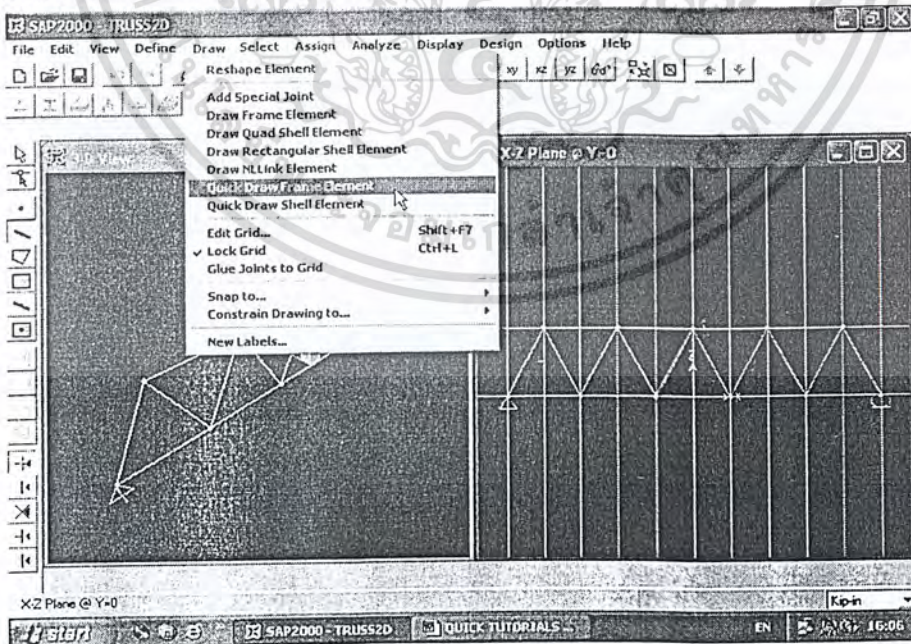 SAP2000 - TRUSS2D
File Edit View Define Draw Select Assign Analyze Display Design Options Help
xy xz yz
Reshape Element
Add Special Joint
Draw Frame Element
Draw Quad Shell Element
Draw Rectangular Shell Element
Draw NLLink Element
Quick Draw Frame Element
Quick Draw Shell Element
Edit Grid... Shift+F7
Lock Grid Ctrl+L
Glue Joints to Grid
Snap to...
Constrain Drawing to...
New Labels...
3-D View
X-Z Plane @ Y=0
X-Z Plane @ Y=0
Kip-in
start
SAP2000 - TRUSS2D
QUICK TUTORIALS ...
EN
16:06